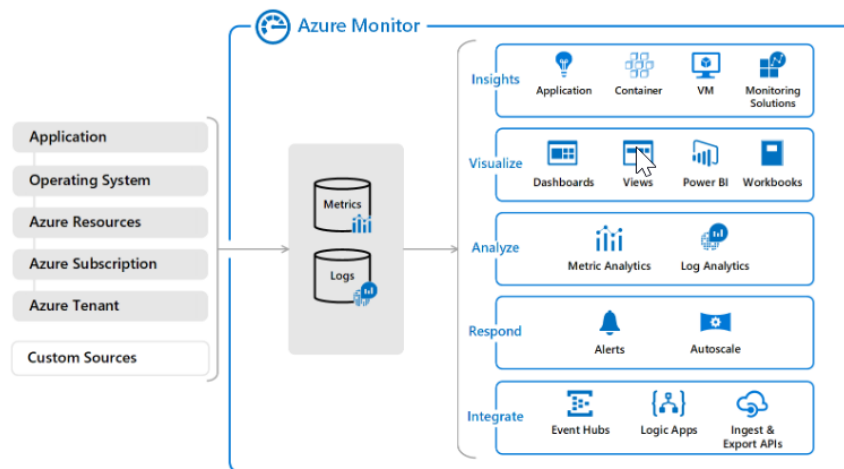 Azure Monitor
Application
Operating System
Azure Resources
Azure Subscription
Azure Tenant
Custom Sources
Metrics
Logs
Insights
Application
Container
VM
Monitoring
Solutions
Visualize
Dashboards
Views
Power BI
Workbooks
Analyze
Metric Analytics
Log Analytics
Respond
Alerts
Autoscale
Integrate
Event Hubs
Logic Apps
Ingest &
Export APIs